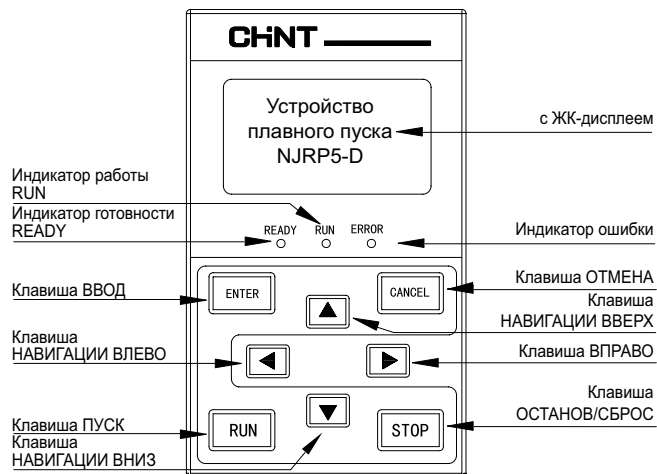 CHiNT
Устройство
плавного пуска
NJRP5-D
с ЖК-дисплеем
Индикатор работы
RUN
Индикатор готовности
READY
READY RUN ERROR
Индикатор ошибки
Клавиша ВВОД
ENTER
CANCEL
Клавиша ОТМЕНА
Клавиша
НАВИГАЦИИ ВВЕРХ
Клавиша
НАВИГАЦИИ ВЛЕВО
Клавиша ВПРАВО
Клавиша
ОСТАНОВ/СБРОС
Клавиша ПУСК
RUN
STOP
Клавиша
НАВИГАЦИИ ВНИЗ